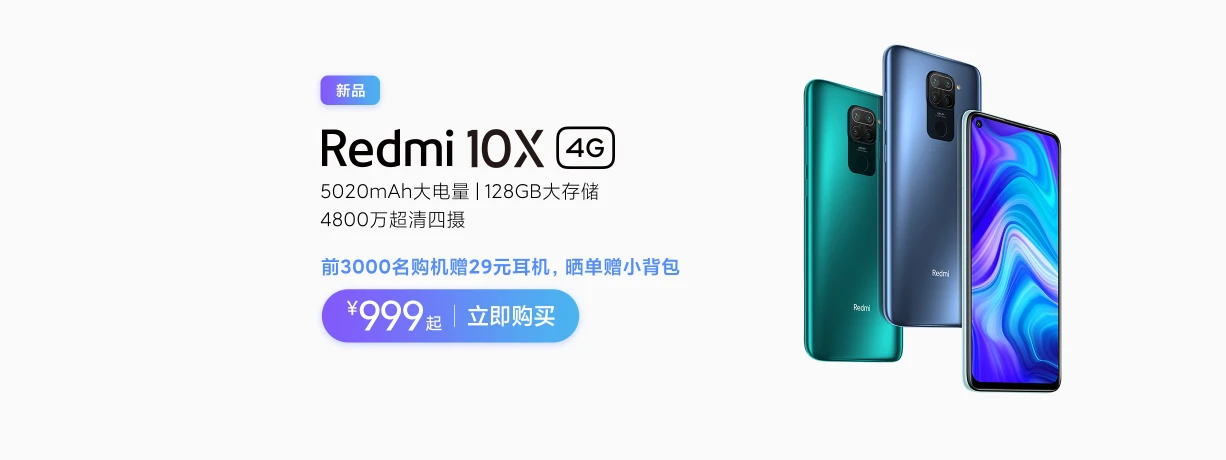 新品
Redmi 10X 4G
5020mAh大电量 | 128GB大存储
4800万超清四摄
前3000名购机赠29元耳机，晒单赠小背包
¥999起 | 立即购买
Redmi
Redmi